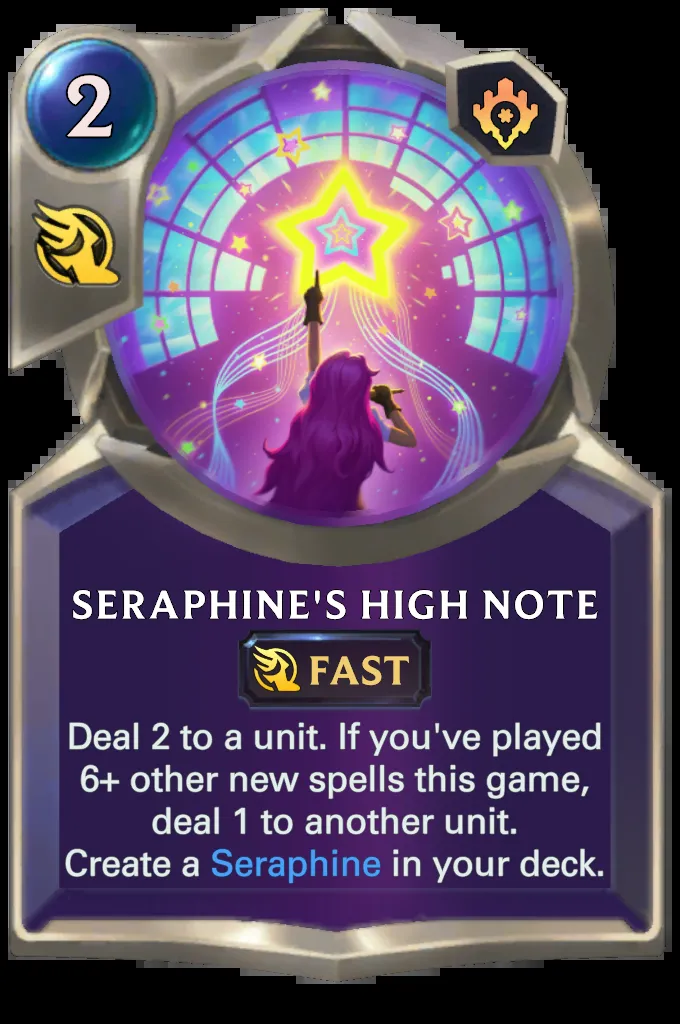 2
SERAPHINE'S HIGH NOTE
FAST
Deal 2 to a unit. If you've played
6+ other new spells this game,
deal 1 to another unit.
Create a Seraphine in your deck.